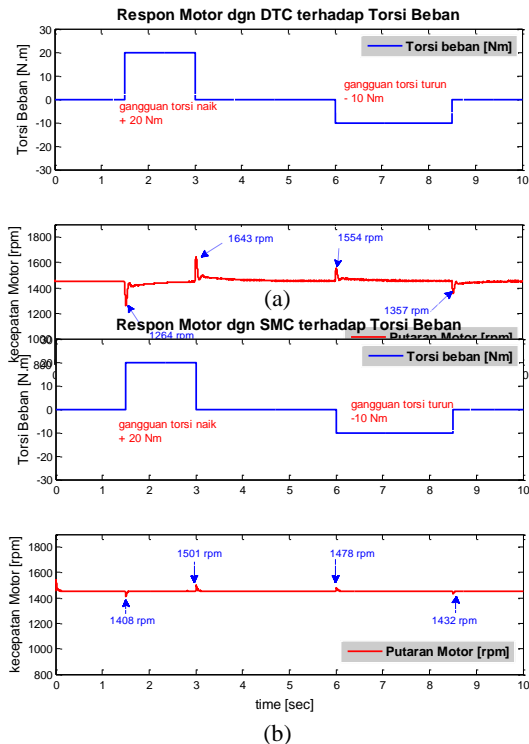 Respon Motor dgn DTC terhadap Torsi Beban
Torsi Beban [N.m]
30
20
10
0
-10
-20
-30
Torsi beban [Nm]
gangguan torsi naik
+ 20 Nm
gangguan torsi turun
- 10 Nm
0 1 2 3 4 5 6 7 8 9 10
kecepatan Motor [rpm]
1800
1600
1400
1200
1000
800
1643 rpm
1554 rpm
1264 rpm
1357 rpm
Putaran Motor [rpm]
(a)
Respon Motor dgn SMC terhadap Torsi Beban
Torsi Beban [N.m]
30
20
10
0
-10
-20
-30
Torsi beban [Nm]
gangguan torsi naik
+ 20 Nm
gangguan torsi turun
-10 Nm
0 1 2 3 4 5 6 7 8 9 10
kecepatan Motor [rpm]
1800
1600
1400
1200
1000
800
1501 rpm
1478 rpm
1408 rpm
1432 rpm
Putaran Motor [rpm]
0 1 2 3 4 5 6 7 8 9 10
time [sec]
(b)